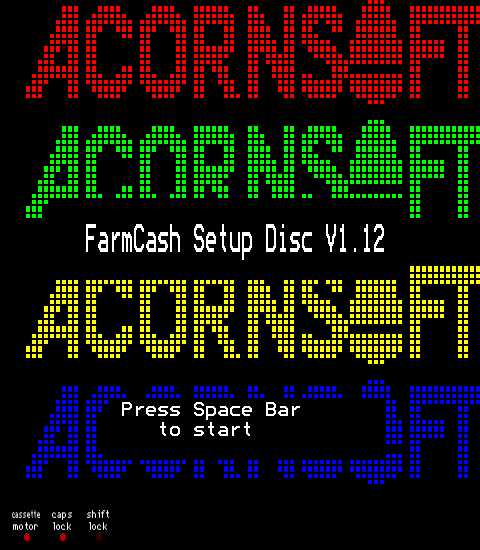 ACORNSOFT
ACORNSOFT
FarmCash Setup Disc V1.12
ACORNSOFT
Press Space Bar
to start
cassette motor
caps lock
shift lock